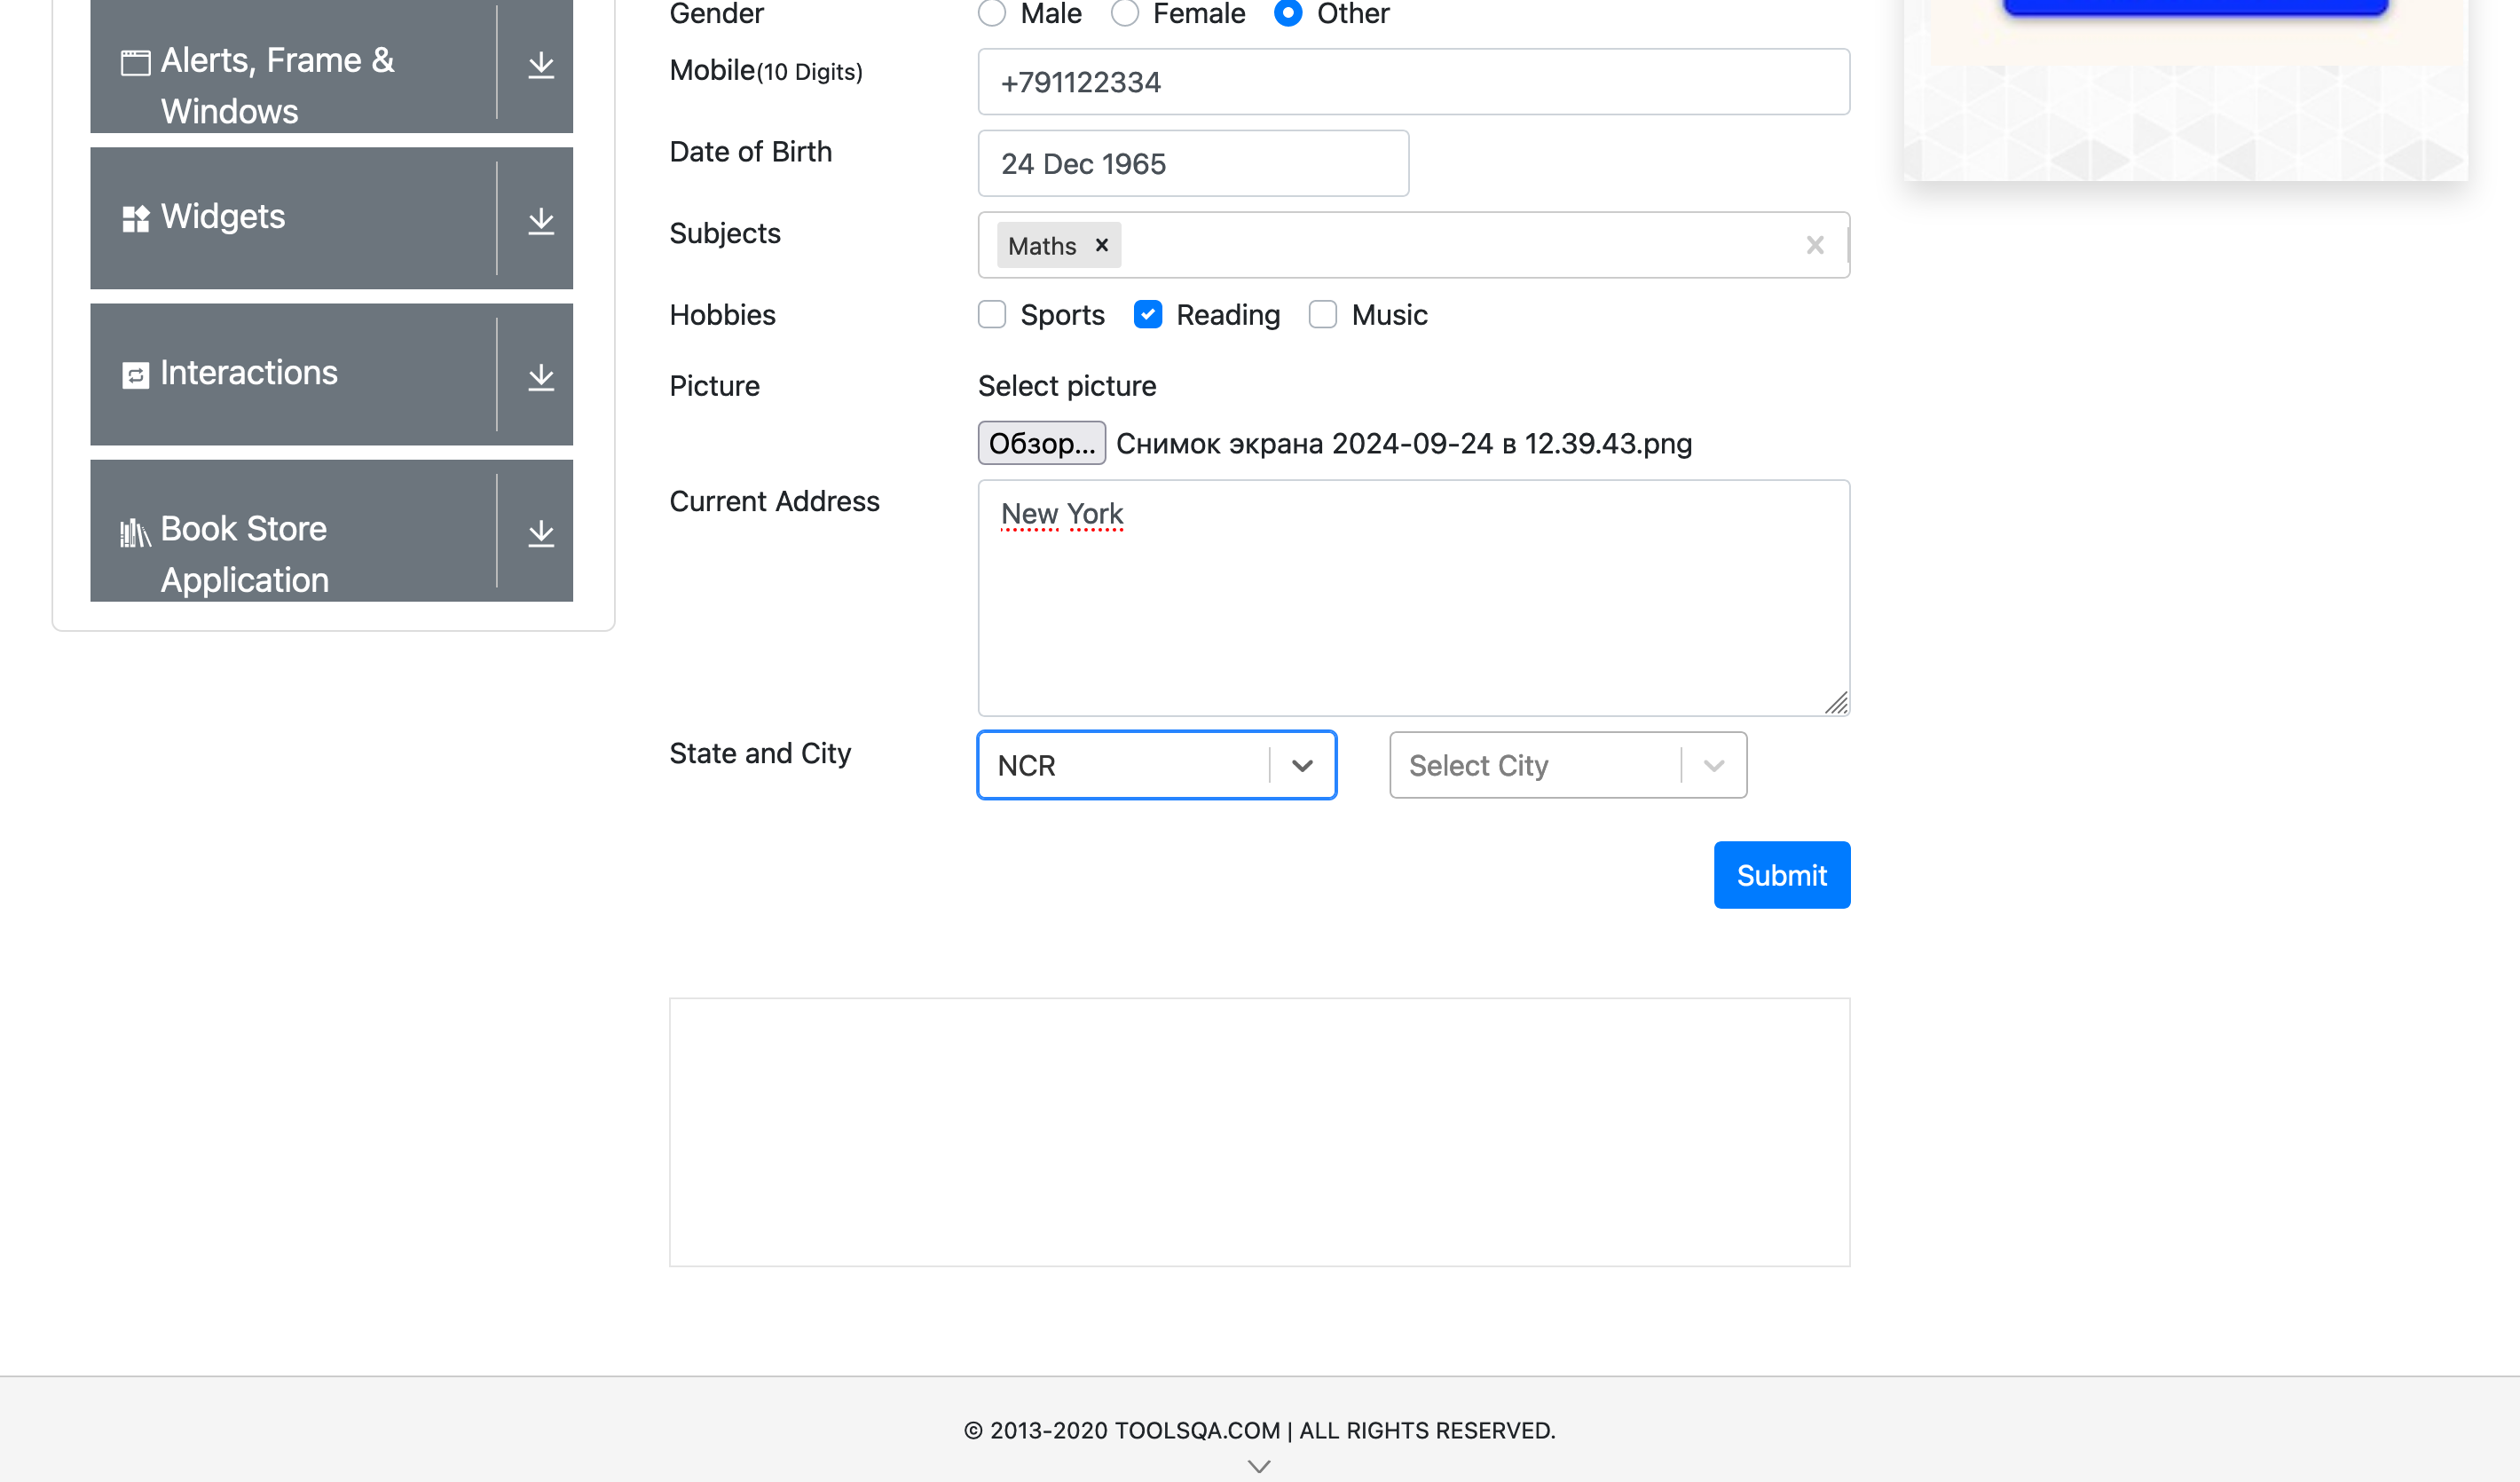 Alerts, Frame &
Windows
Widgets
Interactions
Book Store
Application
Gender
Male
Female
Other
Mobile(10 Digits)
+791122334
Date of Birth
24 Dec 1965
Subjects
Maths
Hobbies
Sports
Reading
Music
Picture
Select picture
Обзор... Снимок экрана 2024-09-24 в 12.39.43.png
Current Address
New York
State and City
NCR
Select City
Submit
© 2013-2020 TOOLSQA.COM | ALL RIGHTS RESERVED.